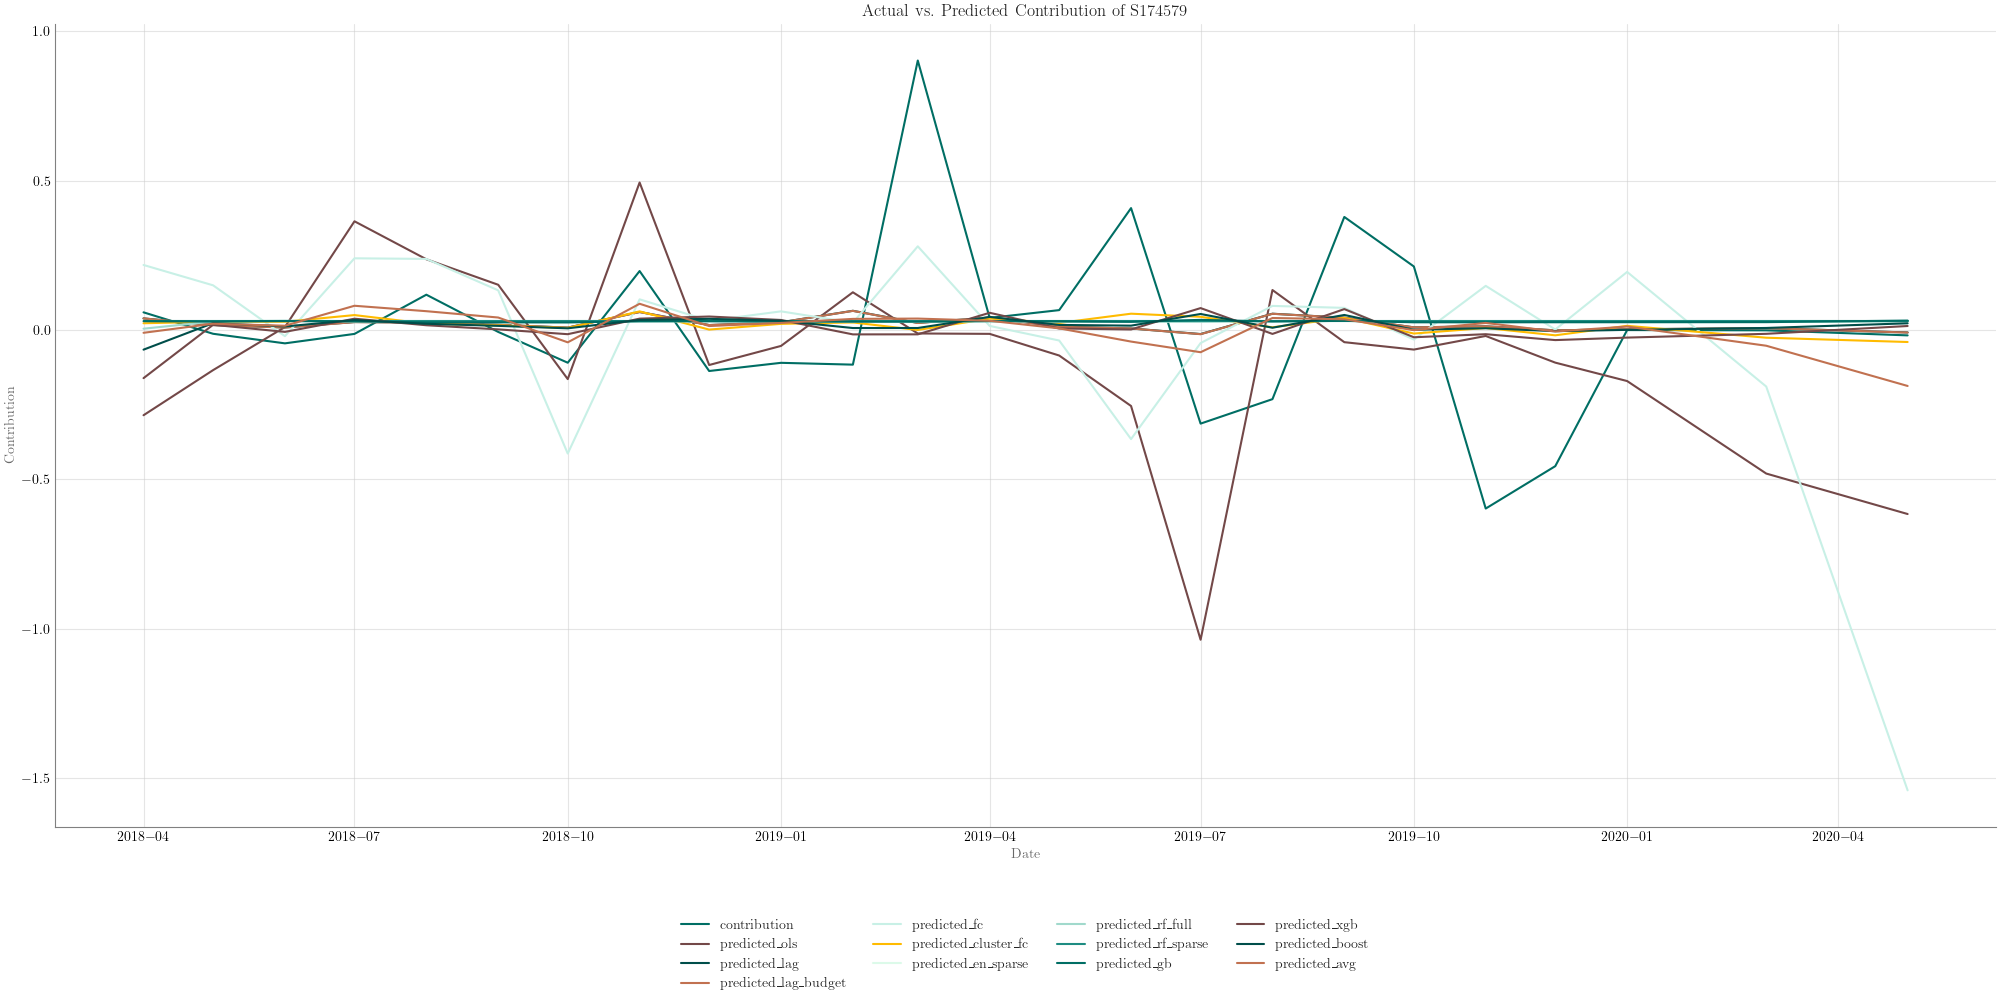 Actual vs. Predicted Contribution of S174579
1.0
0.5
0.0
−0.5
−1.0
−1.5
Contribution
2018−04 2018−07 2018−10 2019−01 2019−04 2019−07 2019−10 2020−01 2020−04
Date
contribution predicted_fc predicted_rf_full predicted_xgb
predicted_ols predicted_cluster_fc predicted_rf_sparse predicted_boost
predicted_lag predicted_en_sparse predicted_gb predicted_avg
predicted_lag_budget